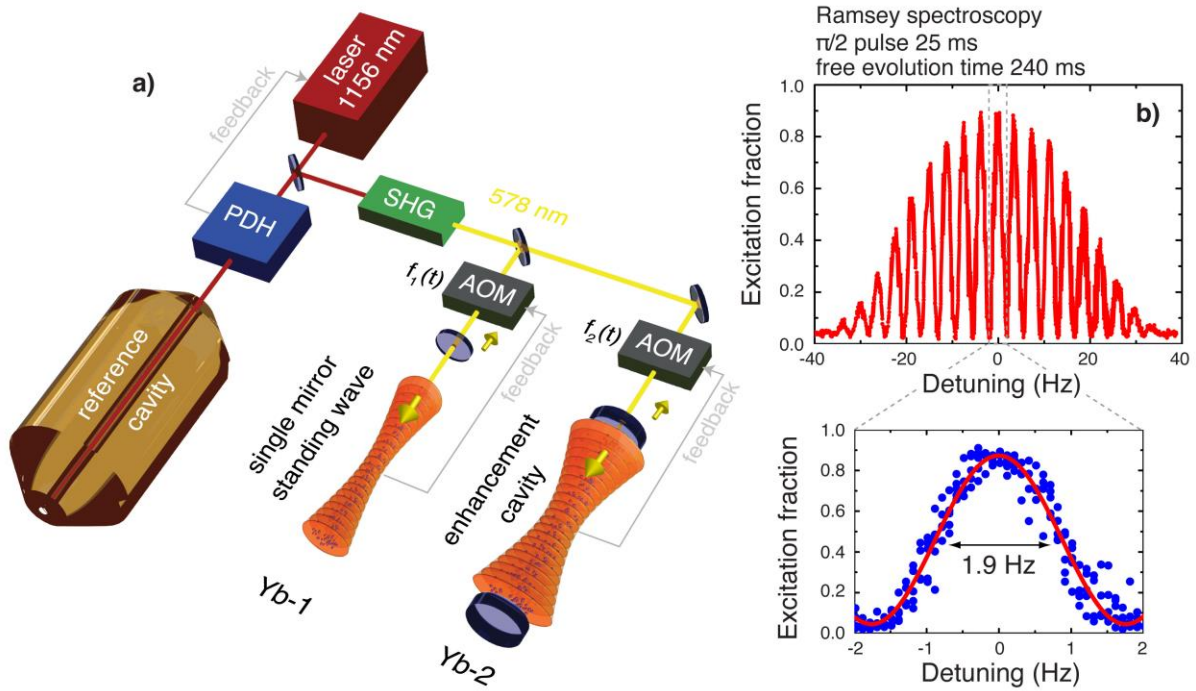 a)
laser
1156 nm
feedback
PDH
SHG
578 nm
reference
cavity
f1(t)
AOM
f2(t)
AOM
feedback
feedback
single mirror
standing wave
enhancement
cavity
Yb-1
Yb-2
Ramsey spectroscopy
π/2 pulse 25 ms
free evolution time 240 ms
b)
Excitation fraction
1.0
0.8
0.6
0.4
0.2
0.0
-40 -20 0 20 40
Detuning (Hz)
Excitation fraction
1.0
0.8
0.6
0.4
0.2
0.0
1.9 Hz
-2 -1 0 1 2
Detuning (Hz)